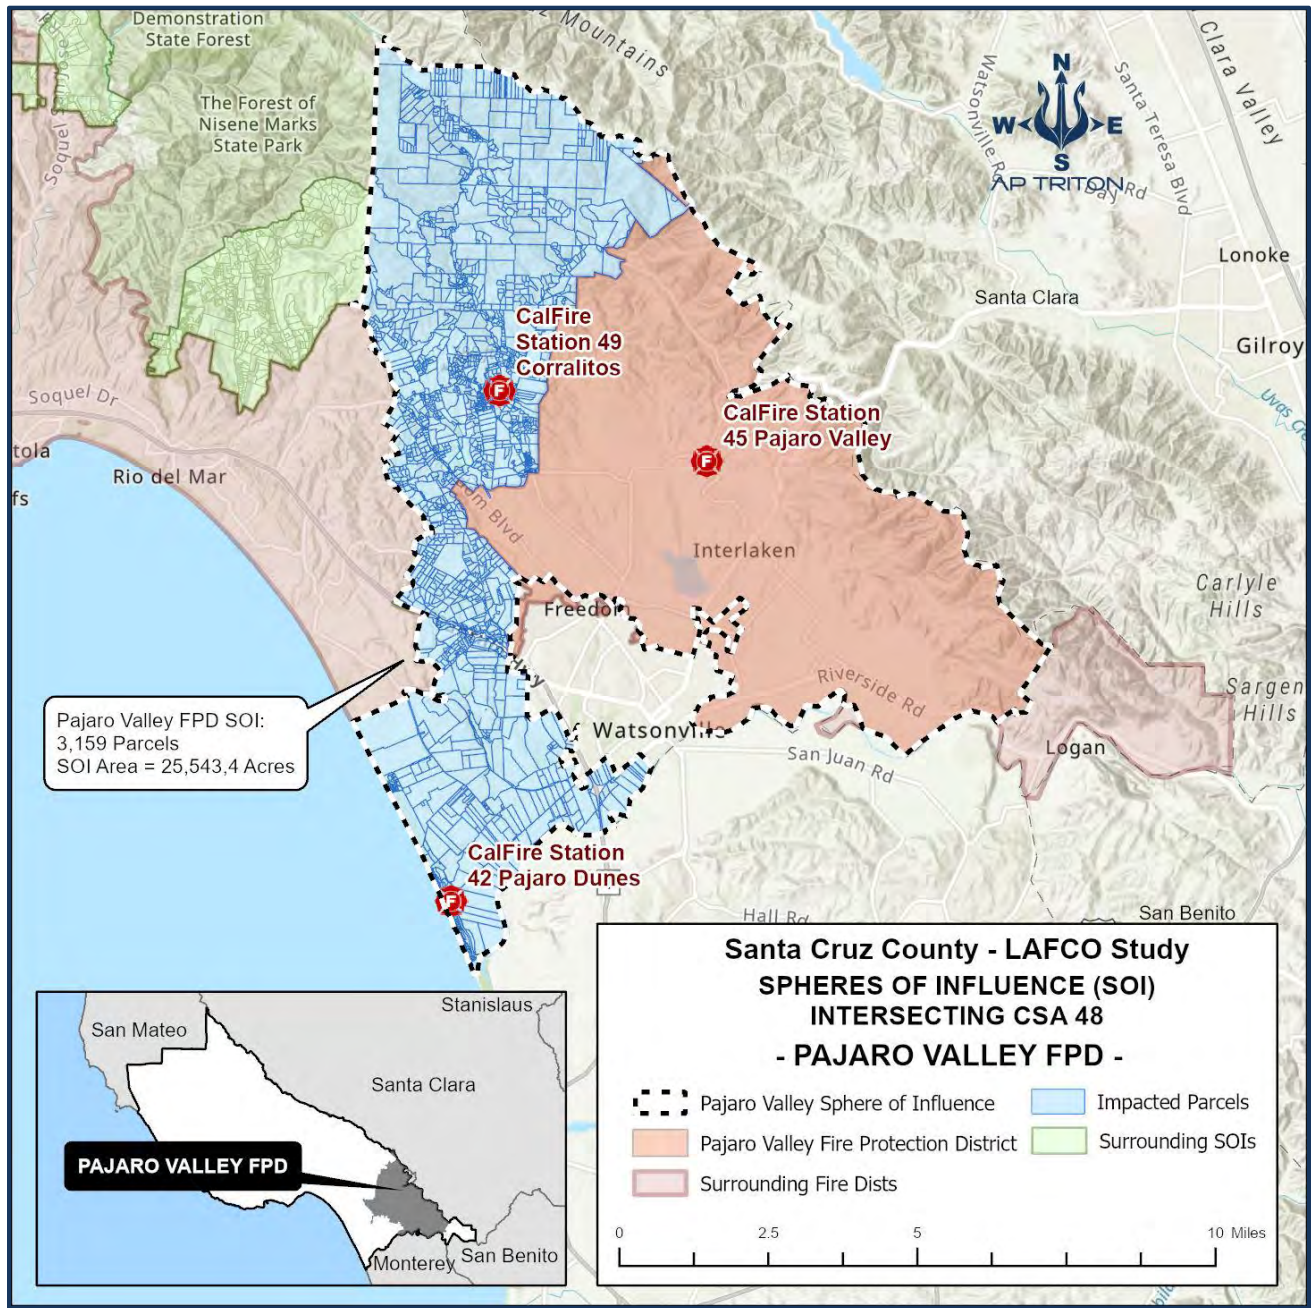 Demonstration
State Forest
Mountains
Clara Valley
Watsonville Rd
Santa Teresa Blvd
N
W
E
S
AP TRITON
Day Rd
The Forest of
Nisene Marks
State Park
Lonoke
Santa Clara
Gilroy
CalFire
Station 49
Corralitos
F
Soquel Dr
CalFire Station
45 Pajaro Valley
F
tola
Rio del Mar
fs
Interlaken
Carlyle
Hills
Freedom
Riverside Rd
Sargen
Hills
Pajaro Valley FPD SOI:
3,159 Parcels
SOI Area = 25,543,4 Acres
Watsonville
San Juan Rd
Logan
CalFire Station
42 Pajaro Dunes
F
Hall Rd
San Benito
Santa Cruz County - LAFCO Study
SPHERES OF INFLUENCE (SOI)
INTERSECTING CSA 48
- PAJARO VALLEY FPD -
Pajaro Valley Sphere of Influence
Impacted Parcels
Pajaro Valley Fire Protection District
Surrounding SOIs
Surrounding Fire Dists
0
2.5
5
10 Miles
Stanislaus
San Mateo
Santa Clara
PAJARO VALLEY FPD
Monterey
San Benito